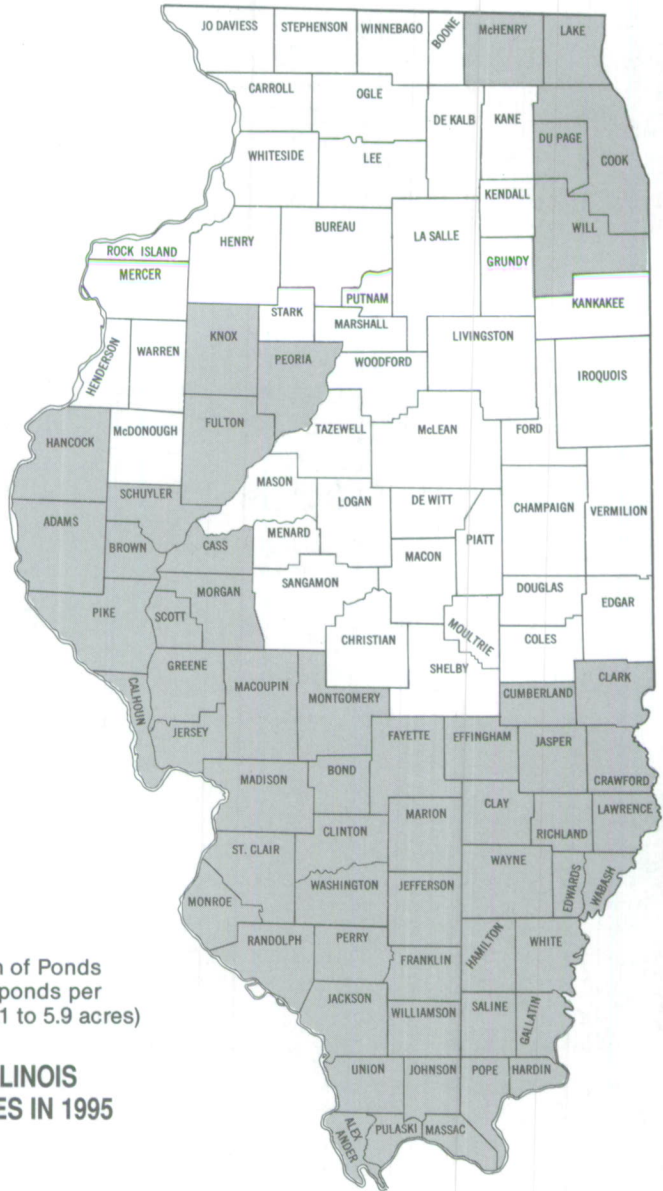 JO DAVIESS STEPHENSON WINNEBAGO BOONE McHENRY LAKE
CARROLL OGLE DE KALB KANE DU PAGE COOK
WHITESIDE LEE
KENDALL
ROCK ISLAND HENRY BUREAU LA SALLE WILL
MERCER PUTNAM GRUNDY
STARK KANKAKEE
HENDERSON WARREN KNOX MARSHALL LIVINGSTON
PEORIA WOODFORD IROQUOIS
HANCOCK McDONOUGH FULTON TAZEWELL McLEAN FORD
MASON
SCHUYLER LOGAN DE WITT CHAMPAIGN VERMILION
ADAMS BROWN CASS MENARD MACON PIATT
PIKE SCOTT MORGAN SANGAMON DOUGLAS EDGAR
CHRISTIAN MOULTRIE COLES
GREENE SHELBY
CALHOUN MACOUPIN MONTGOMERY CUMBERLAND CLARK
JERSEY FAYETTE EFFINGHAM JASPER
MADISON BOND CRAWFORD
CLINTON MARION CLAY RICHLAND LAWRENCE
ST. CLAIR WAYNE
WASHINGTON JEFFERSON EDWARDS WABASH
MONROE
RANDOLPH PERRY HAMILTON WHITE
FRANKLIN
JACKSON WILLIAMSON SALINE GALLATIN
UNION JOHNSON POPE HARDIN
ALEX
ANDER PULASKI MASSAC
of Ponds
ponds per
1 to 5.9 acres)
LINOIS
ES IN 1995